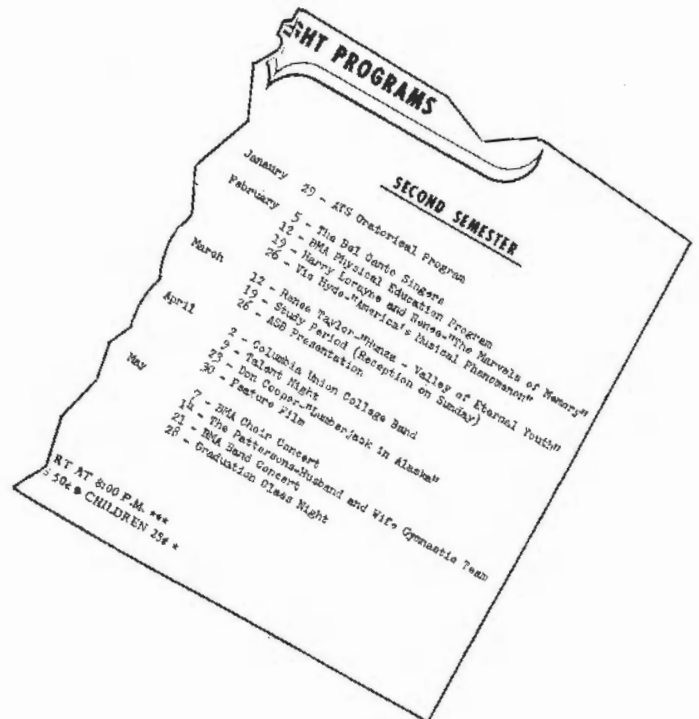 GHT PROGRAMS
SECOND SEMESTER
Janaury 29 - ATS Oratorical Program
February 5 - The Bel Canto Singers
12 - BMA Physical Education Program
19 - Harry Lorayne and Renee-"The Marvels of Memory"
26 - Vic Hyde-"America's Musical Phenomenon"
March 12 - Renee Taylor-"Hunza - Valley of Eternal Youth"
19 - Study Period (Reception on Sunday)
26 - ASB Presentation
April 2 - Columbia Union College Band
9 - Talent Night
23 - Don Cooper-"Lumberjack in Alaska"
30 - Feature Film
May 7 - BMA Choir Concert
14 - The Pattersons-Husband and Wife Gymnastic Team
21 - BMA Band Concert
28 - Graduation Class Night
RT AT 8:00 P.M. ***
S 50¢ ● CHILDREN 25¢ *